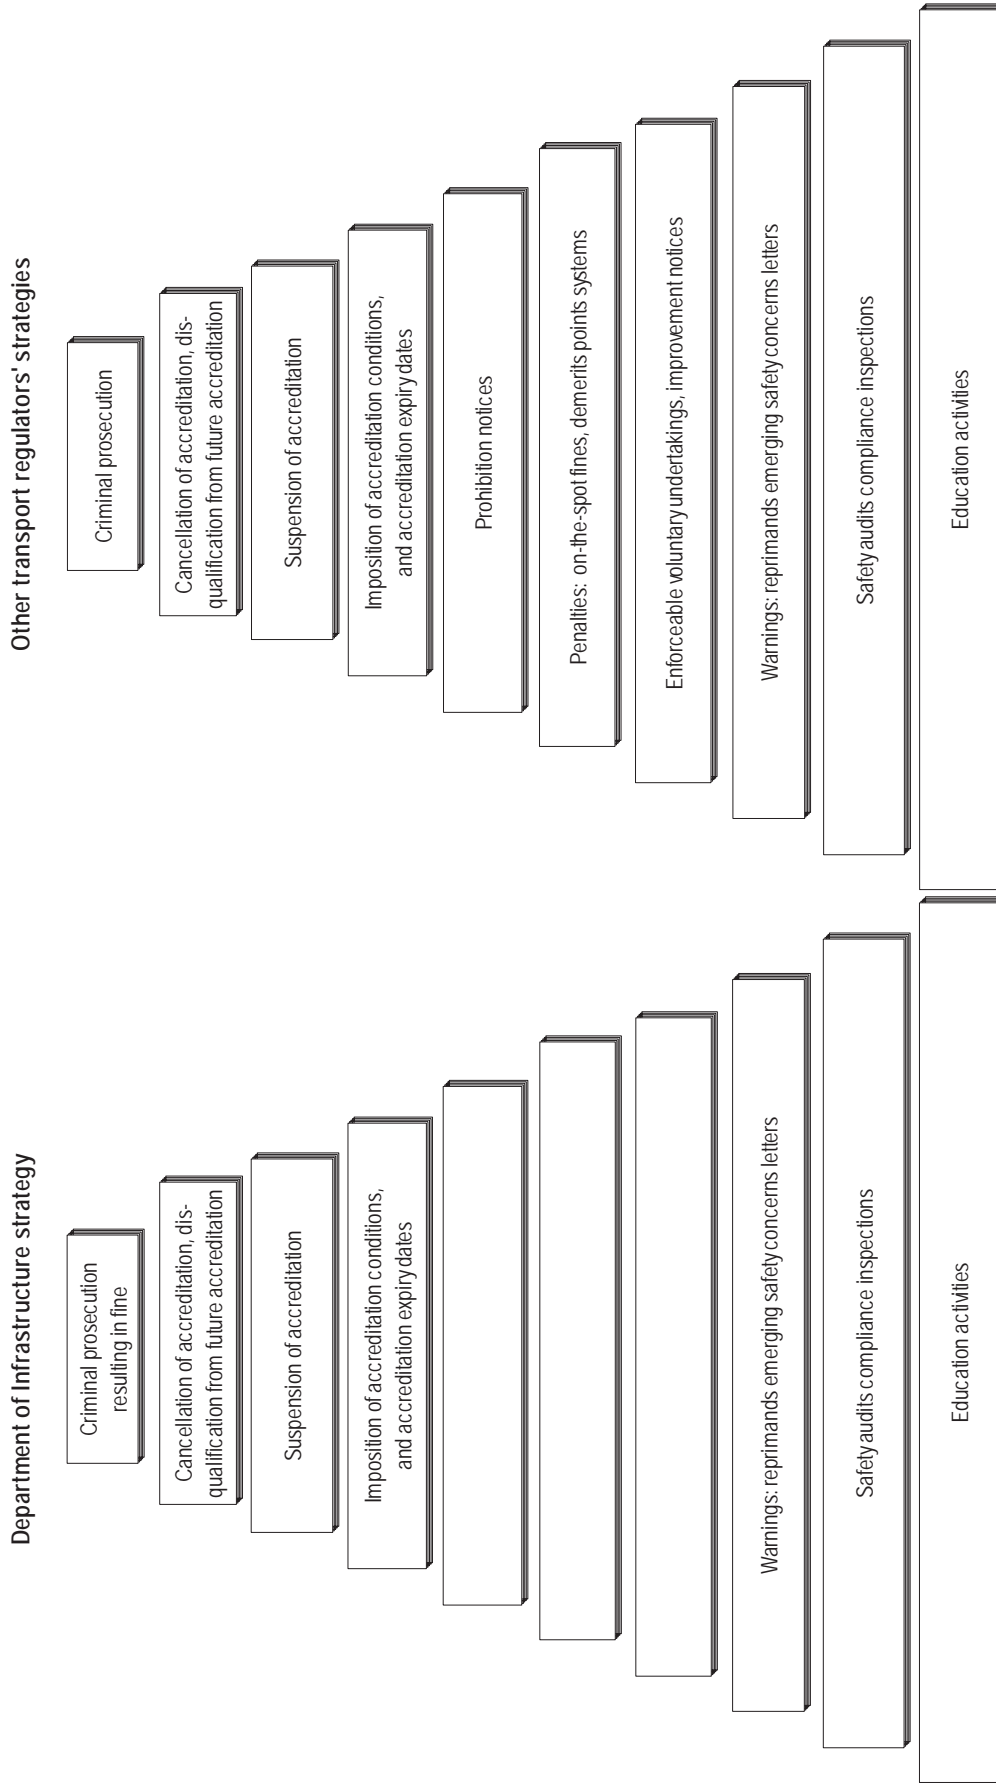 Department of Infrastructure strategy
Criminal prosecution
resulting in fine
Cancellation of accreditation, dis-
qualification from future accreditation
Suspension of accreditation
Imposition of accreditation conditions,
and accreditation expiry dates
Warnings: reprimands emerging safety concerns letters
Safety audits compliance inspections
Education activities
Other transport regulators' strategies
Criminal prosecution
Cancellation of accreditation, dis-
qualification from future accreditation
Suspension of accreditation
Imposition of accreditation conditions,
and accreditation expiry dates
Prohibition notices
Penalties: on-the-spot fines, demerits points systems
Enforceable voluntary undertakings, improvement notices
Warnings: reprimands emerging safety concerns letters
Safety audits compliance inspections
Education activities